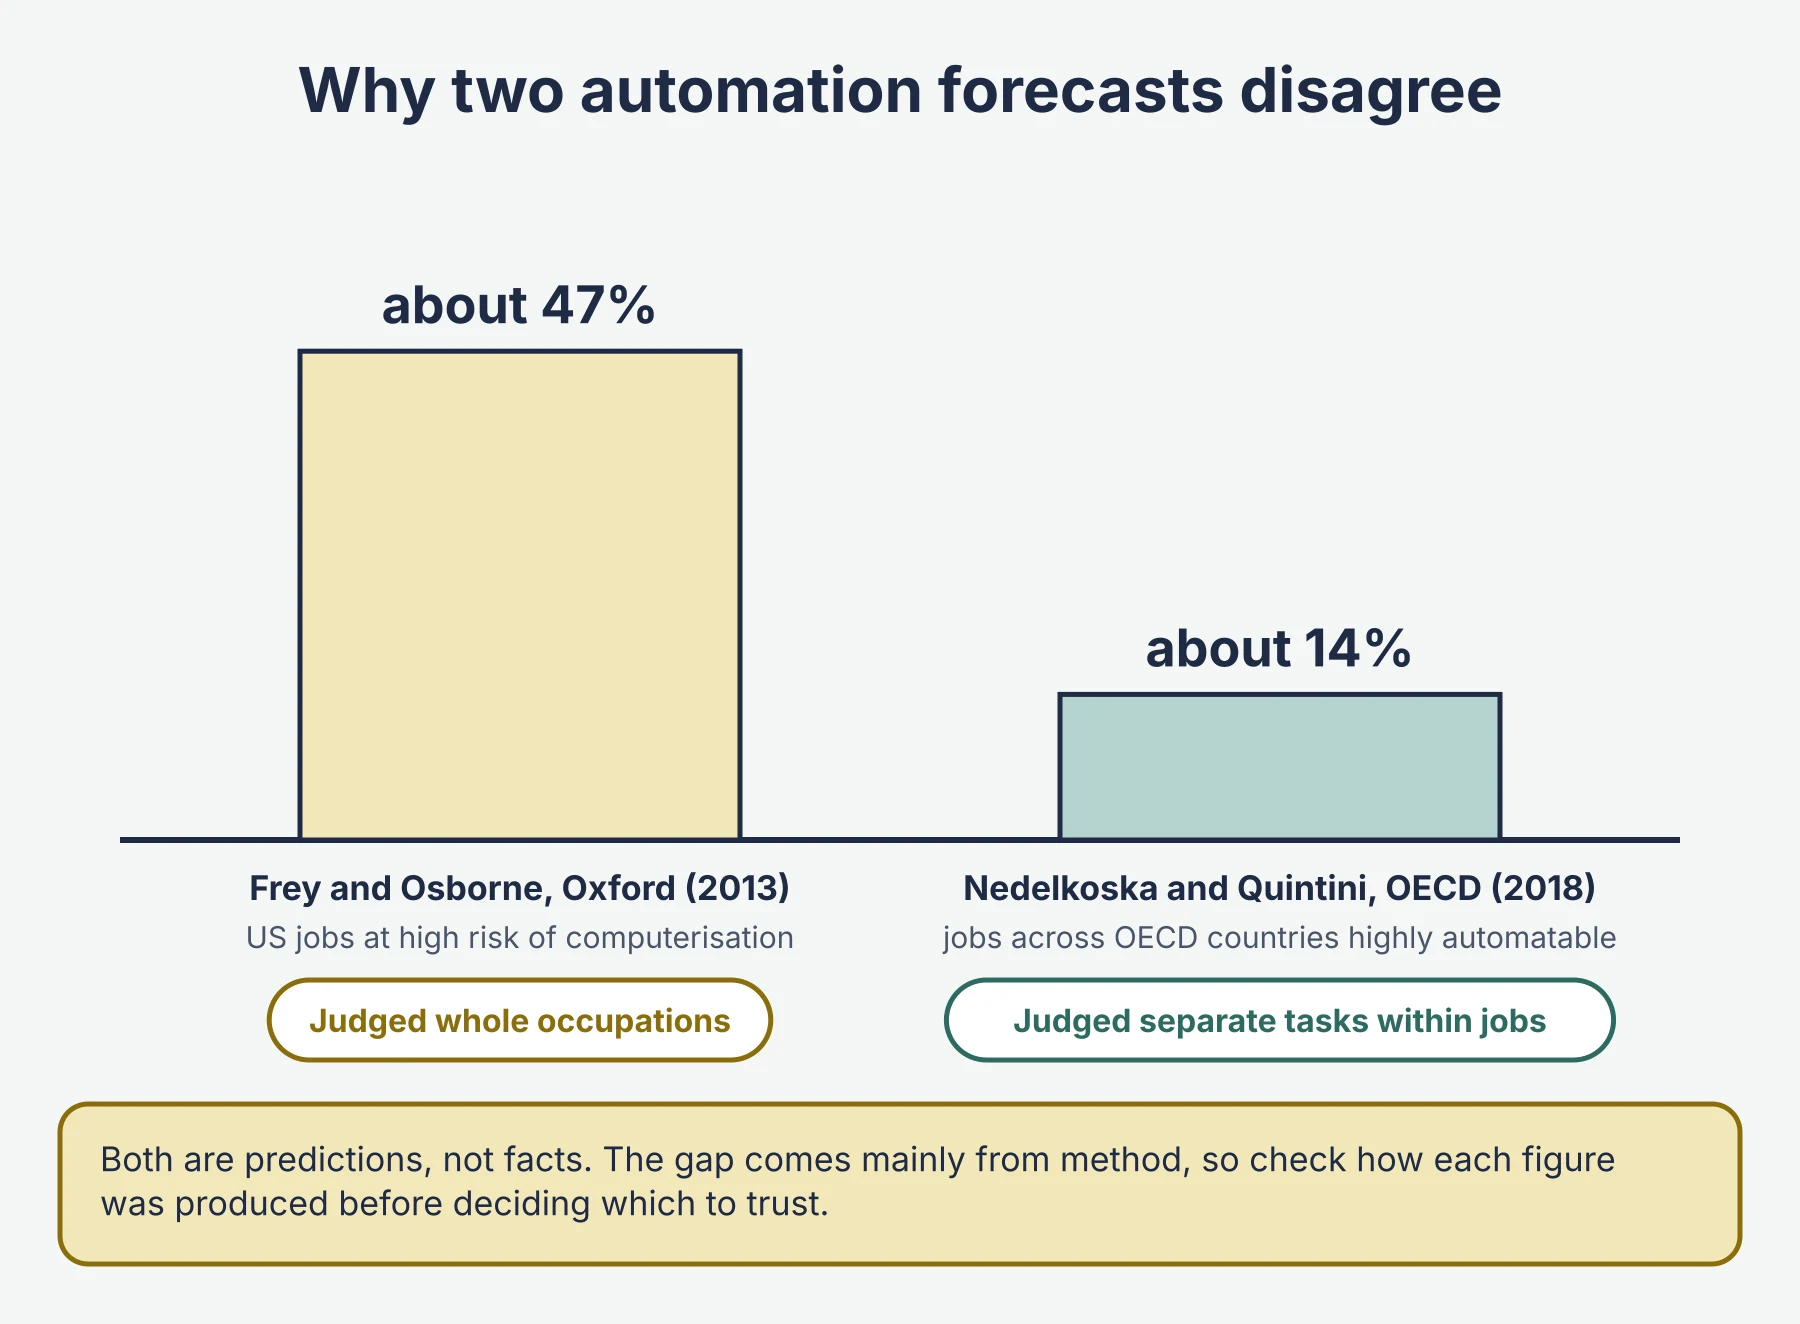 Why two automation forecasts disagree
about 47%
about 14%
Frey and Osborne, Oxford (2013)
US jobs at high risk of computerisation
Judged whole occupations
Nedelkoska and Quintini, OECD (2018)
jobs across OECD countries highly automatable
Judged separate tasks within jobs
Both are predictions, not facts. The gap comes mainly from method, so check how each figure
was produced before deciding which to trust.